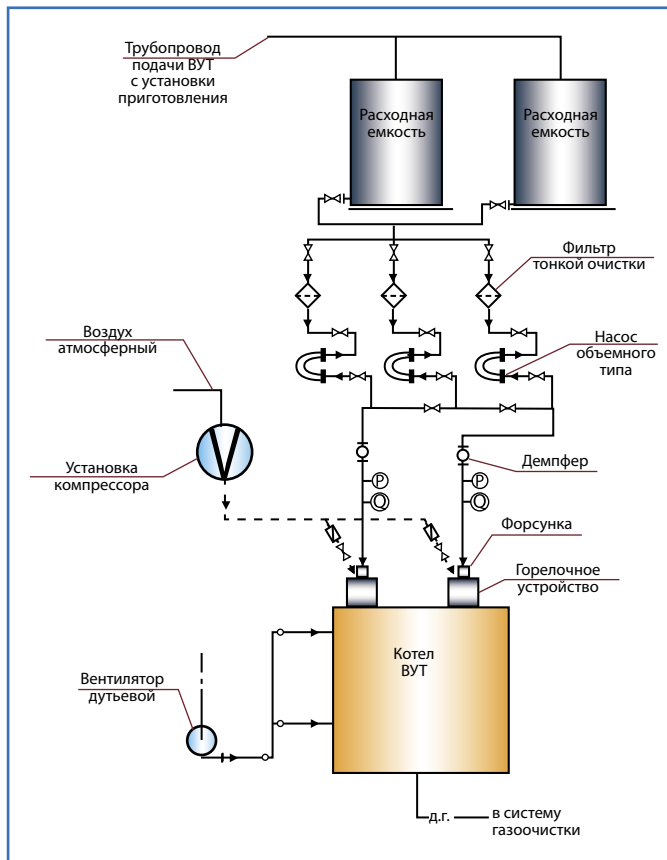 Трубопровод
подачи ВУТ
с установки
приготовления
Расходная
емкость
Расходная
емкость
Фильтр
тонкой очистки
Воздух
атмосферный
Насос
объемного
типа
Установка
компрессора
Демпфер
P
P
Q
Q
Форсунка
Горелочное
устройство
Котел
ВУТ
Вентилятор
дутьевой
д.г.
в систему
газоочистки